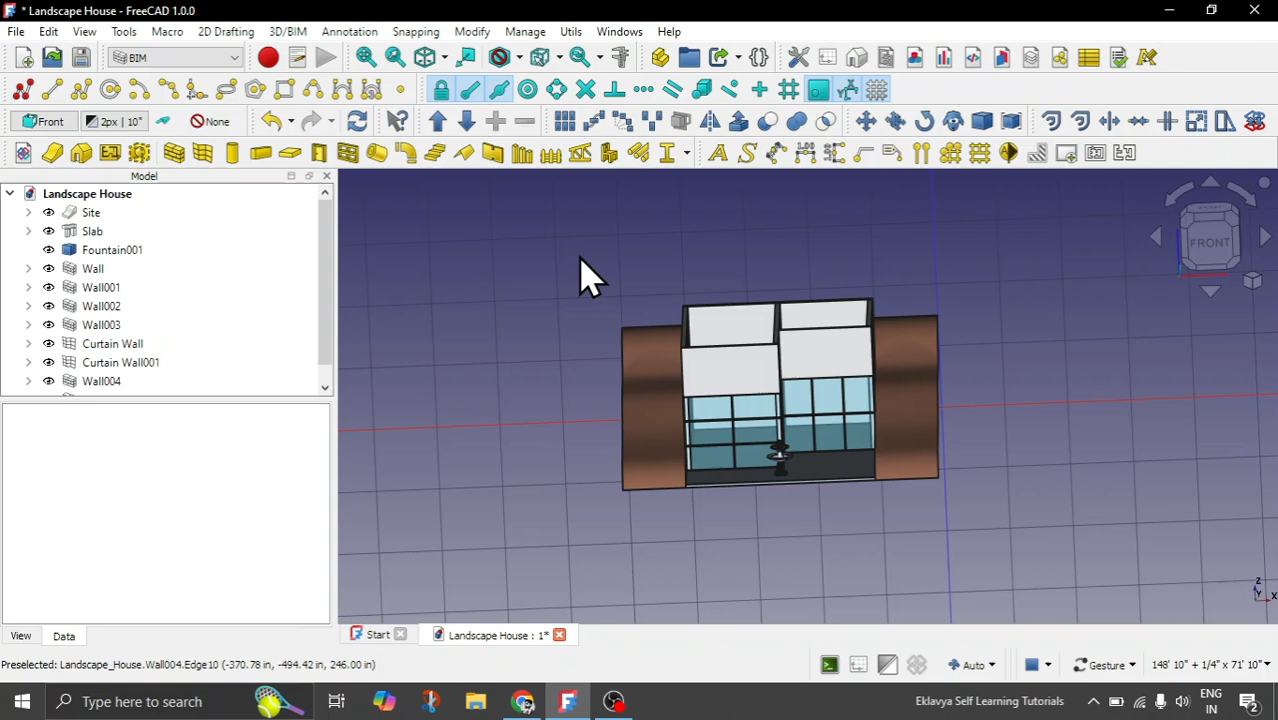 * Landscape House - FreeCAD 1.0.0
File Edit View Tools Macro 2D Drafting 3D/BIM Annotation Snapping Modify Manage Utils Windows Help
BIM
Front 2px | 10" None
Model
Landscape House
Site
Slab
Fountain001
Wall
Wall001
Wall002
Wall003
Curtain Wall
Curtain Wall001
Wall004
FRONT
Z
Y
X
View Data
Start Landscape House : 1*
Preselected: Landscape_House.Wall004.Edge10 (-370.78 in, -494.42 in, 246.00 in)
Auto Gesture 148' 10" + 1/4" x 71' 10"
Type here to search
Eklavya Self Learning Tutorials
ENG
IN
2